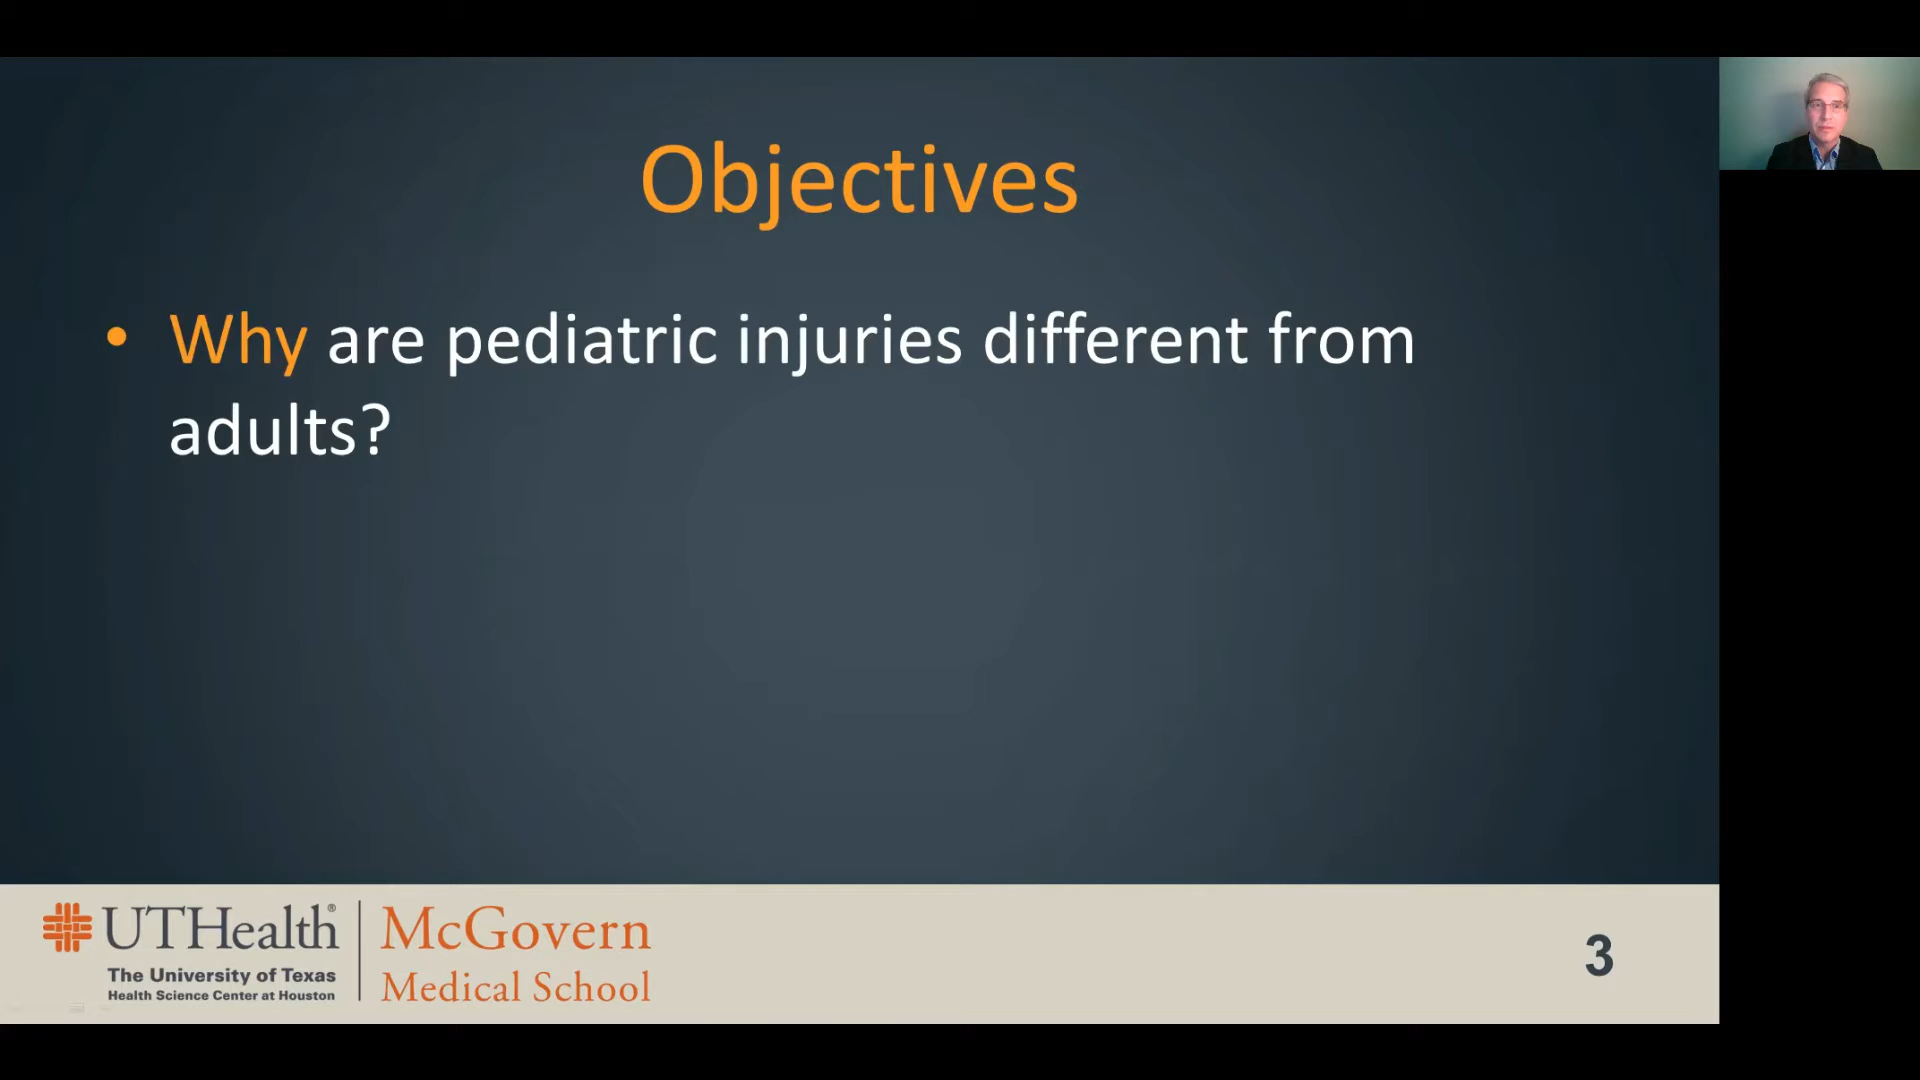 Objectives
• Why are pediatric injuries different from
adults?
UTHealth®
The University of Texas
Health Science Center at Houston
McGovern
Medical School
3